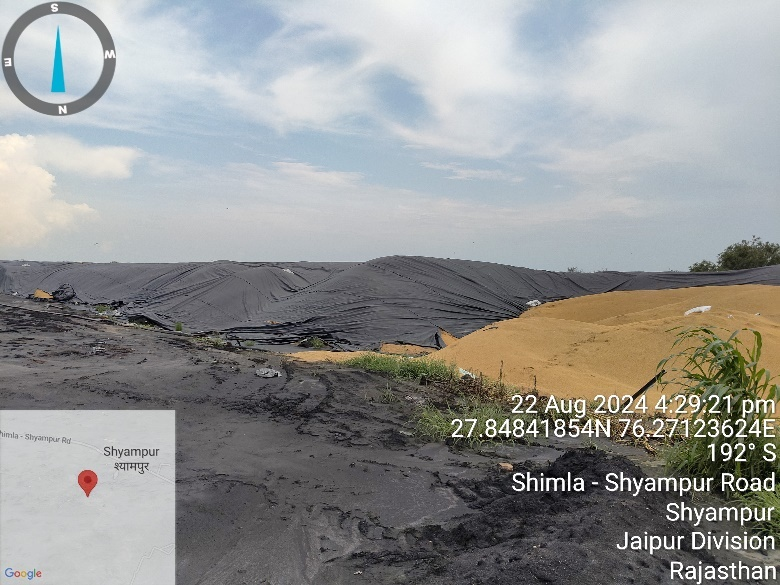 S
E W
N
22 Aug 2024 4:29:21 pm
27.84841854N 76.27123624E
192° S
Shimla - Shyampur Road
Shyampur
Jaipur Division
Rajasthan
himla - Shyampur Rd
Shyampur
श्यामपुर
Google